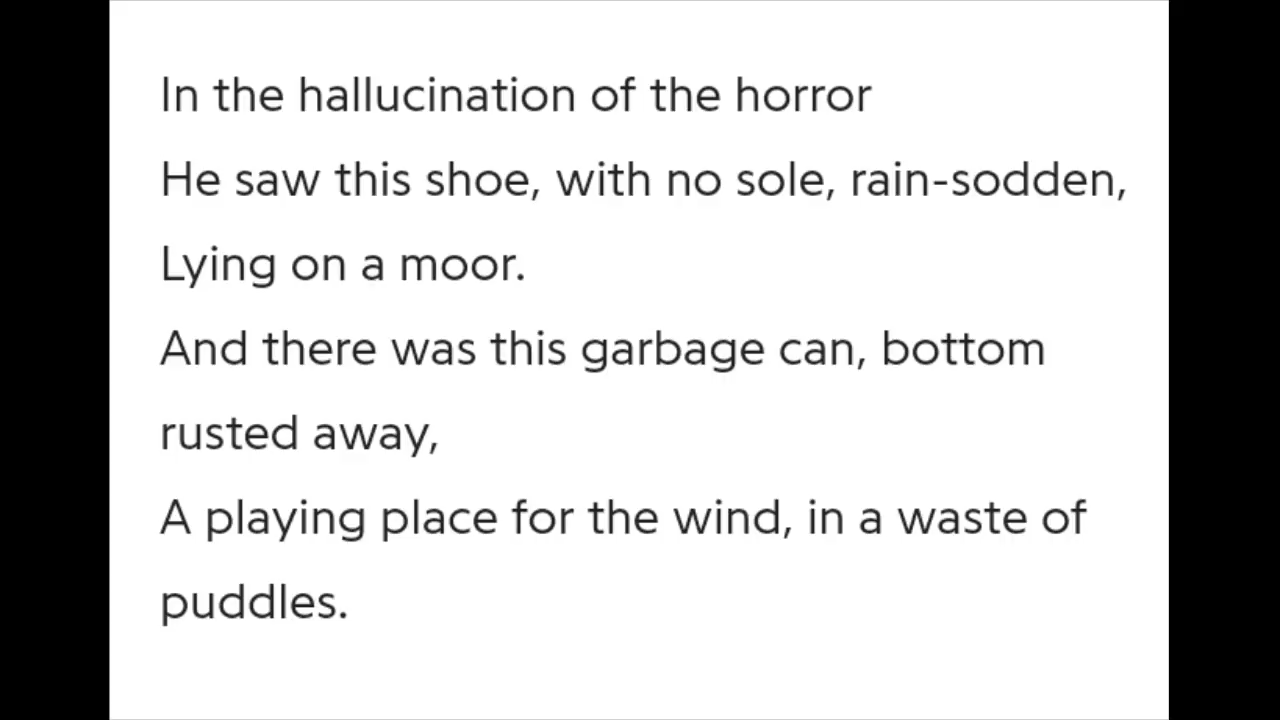 In the hallucination of the horror
He saw this shoe, with no sole, rain-sodden,
Lying on a moor.
And there was this garbage can, bottom
rusted away,
A playing place for the wind, in a waste of
puddles.